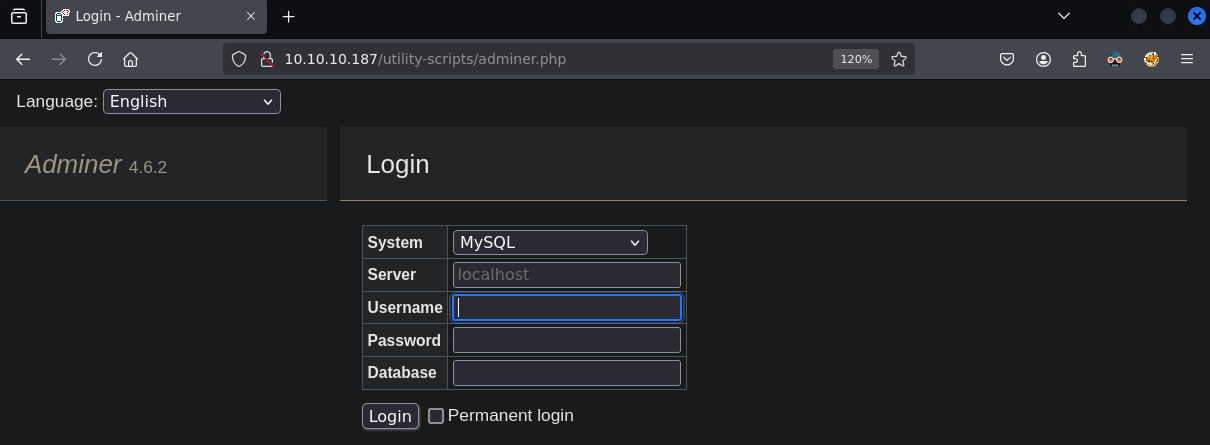 Login - Adminer
10.10.10.187/utility-scripts/adminer.php 120%
Language: English
Adminer 4.6.2
Login
System MySQL
Server localhost
Username
Password
Database
Login Permanent login